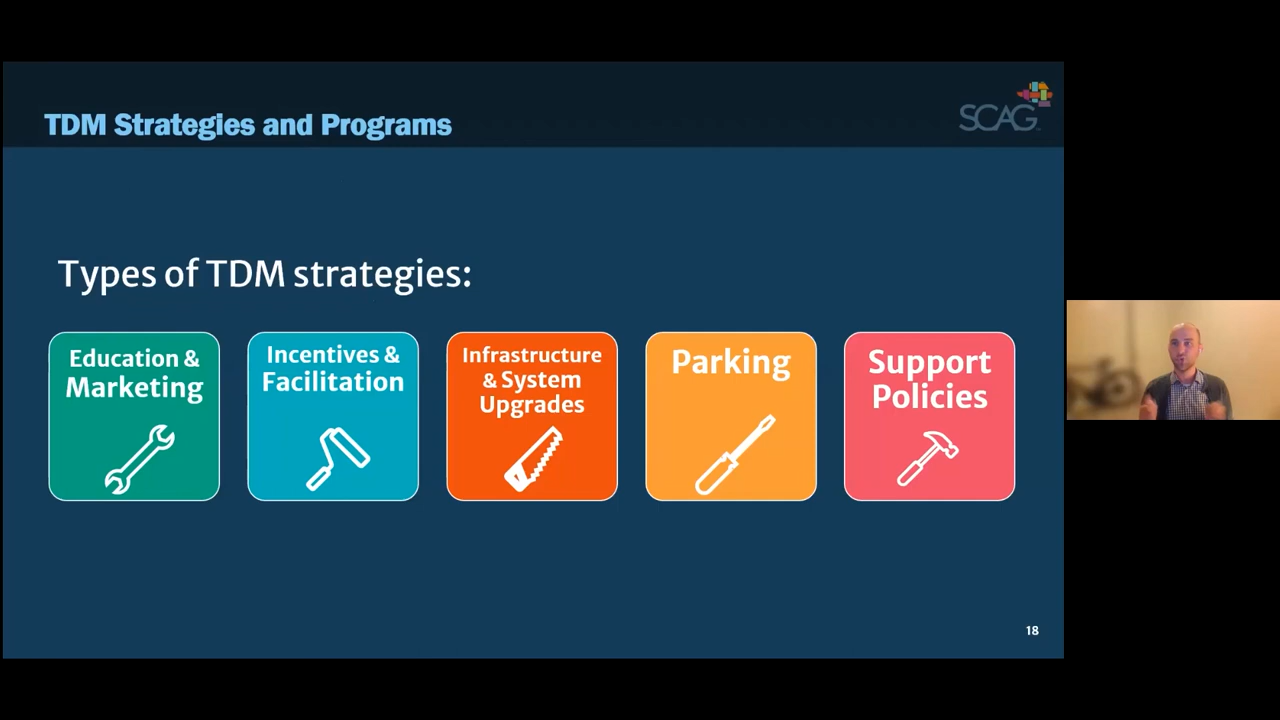 TDM Strategies and Programs
SCAG
Types of TDM strategies:
Education &
Marketing
Incentives &
Facilitation
Infrastructure
& System
Upgrades
Parking
Support
Policies
18